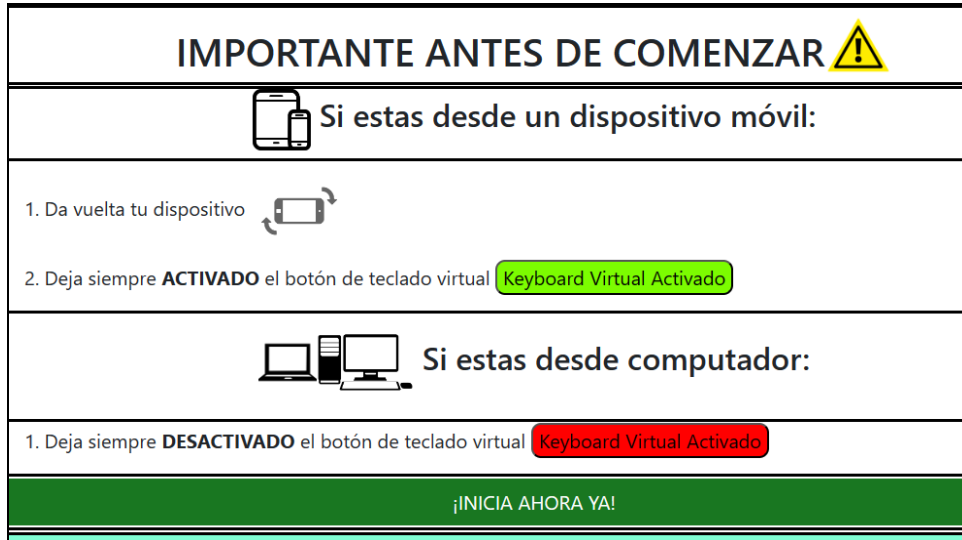 IMPORTANTE ANTES DE COMENZAR
Si estas desde un dispositivo móvil:
1. Da vuelta tu dispositivo
2. Deja siempre ACTIVADO el botón de teclado virtual Keyboard Virtual Activado
Si estas desde computador:
1. Deja siempre DESACTIVADO el botón de teclado virtual Keyboard Virtual Activado
¡INICIA AHORA YA!